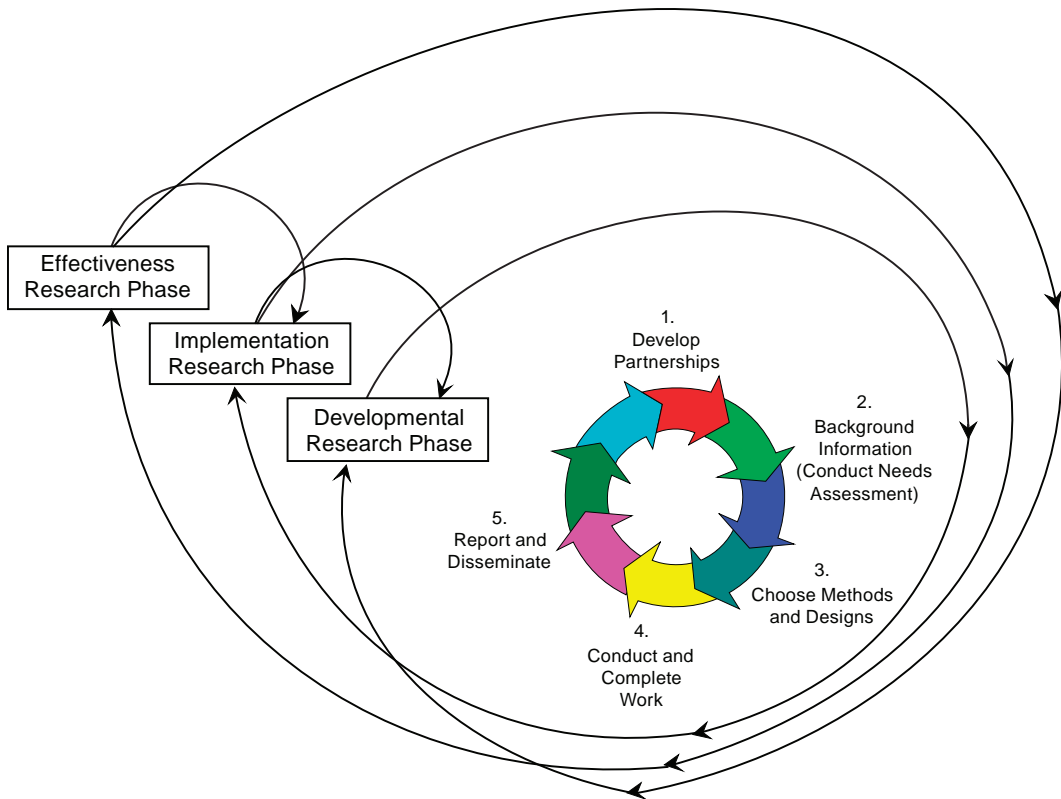 Effectiveness
Research Phase
Implementation
Research Phase
Developmental
Research Phase
1.
Develop
Partnerships
2.
Background
Information
(Conduct Needs
Assessment)
3.
Choose Methods
and Designs
4.
Conduct and
Complete
Work
5.
Report and
Disseminate